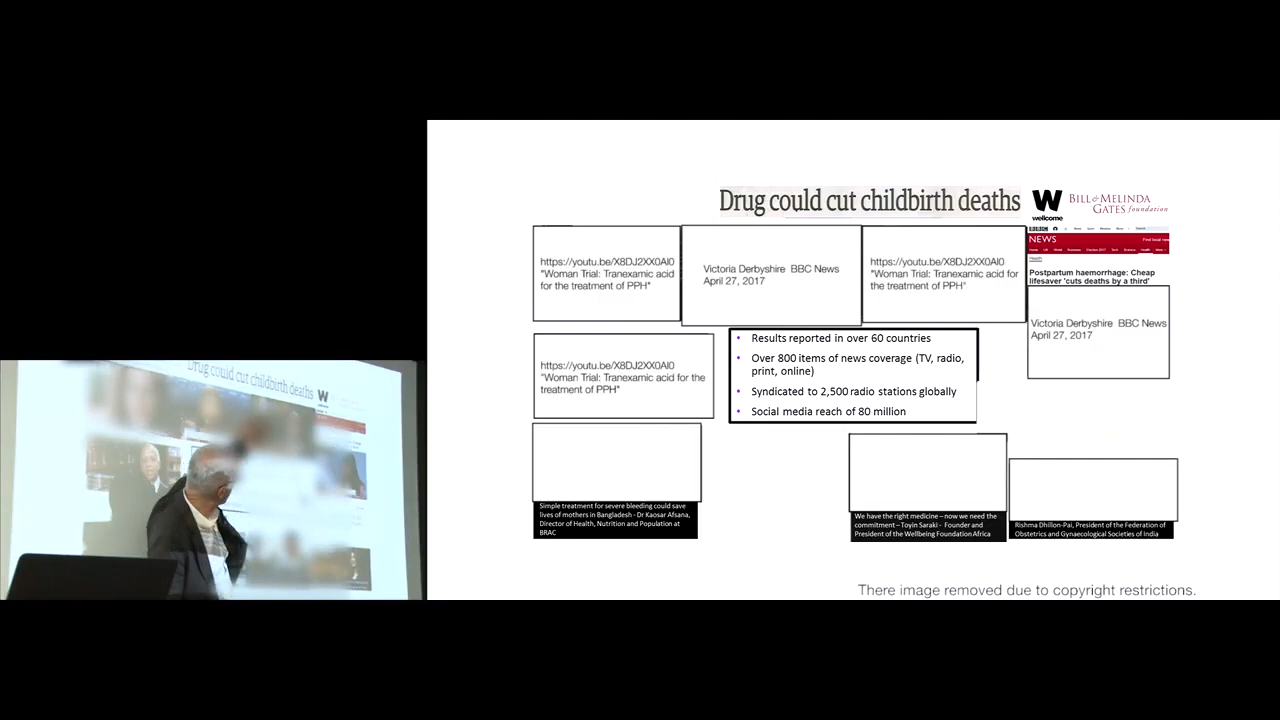 Drug could cut childbirth deaths
W
wellcome
BILL & MELINDA
GATES foundation
BBC
NEWS
Find local news
Health
Postpartum haemorrhage: Cheap
lifesaver 'cuts deaths by a third'
https://youtu.be/X8DJ2XX0AI0
"Woman Trial: Tranexamic acid
for the treatment of PPH"
Victoria Derbyshire BBC News
April 27, 2017
https://youtu.be/X8DJ2XX0AI0
"Woman Trial: Tranexamic acid for
the treatment of PPH"
Victoria Derbyshire BBC News
April 27, 2017
https://youtu.be/X8DJ2XX0AI0
"Woman Trial: Tranexamic acid for the
treatment of PPH"
• Results reported in over 60 countries
• Over 800 items of news coverage (TV, radio,
print, online)
• Syndicated to 2,500 radio stations globally
• Social media reach of 80 million
Simple treatment for severe bleeding could save
lives of mothers in Bangladesh - Dr Kaosar Afsana,
Director of Health, Nutrition and Population at
BRAC
We have the right medicine – now we need the
commitment – Toyin Saraki - Founder and
President of the Wellbeing Foundation Africa
Rishma Dhillon-Pai, President of the Federation of
Obstetrics and Gynaecological Societies of India
There image removed due to copyright restrictions.
Drug could cut childbirth deaths
W